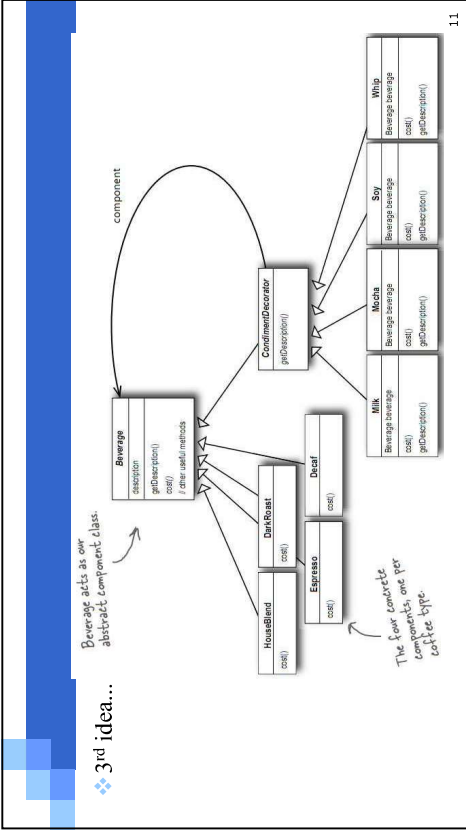 ❖ 3rd idea...
Beverage acts as our
abstract component class.
Beverage
description
getDescription()
cost()
// other useful methods
component
HouseBlend
cost()
DarkRoast
cost()
Espresso
cost()
Decaf
cost()
CondimentDecorator
getDescription()
The four concrete
components, one per
coffee type.
Milk
Beverage beverage
cost()
getDescription()
Mocha
Beverage beverage
cost()
getDescription()
Soy
Beverage beverage
cost()
getDescription()
Whip
Beverage beverage
cost()
getDescription()
11